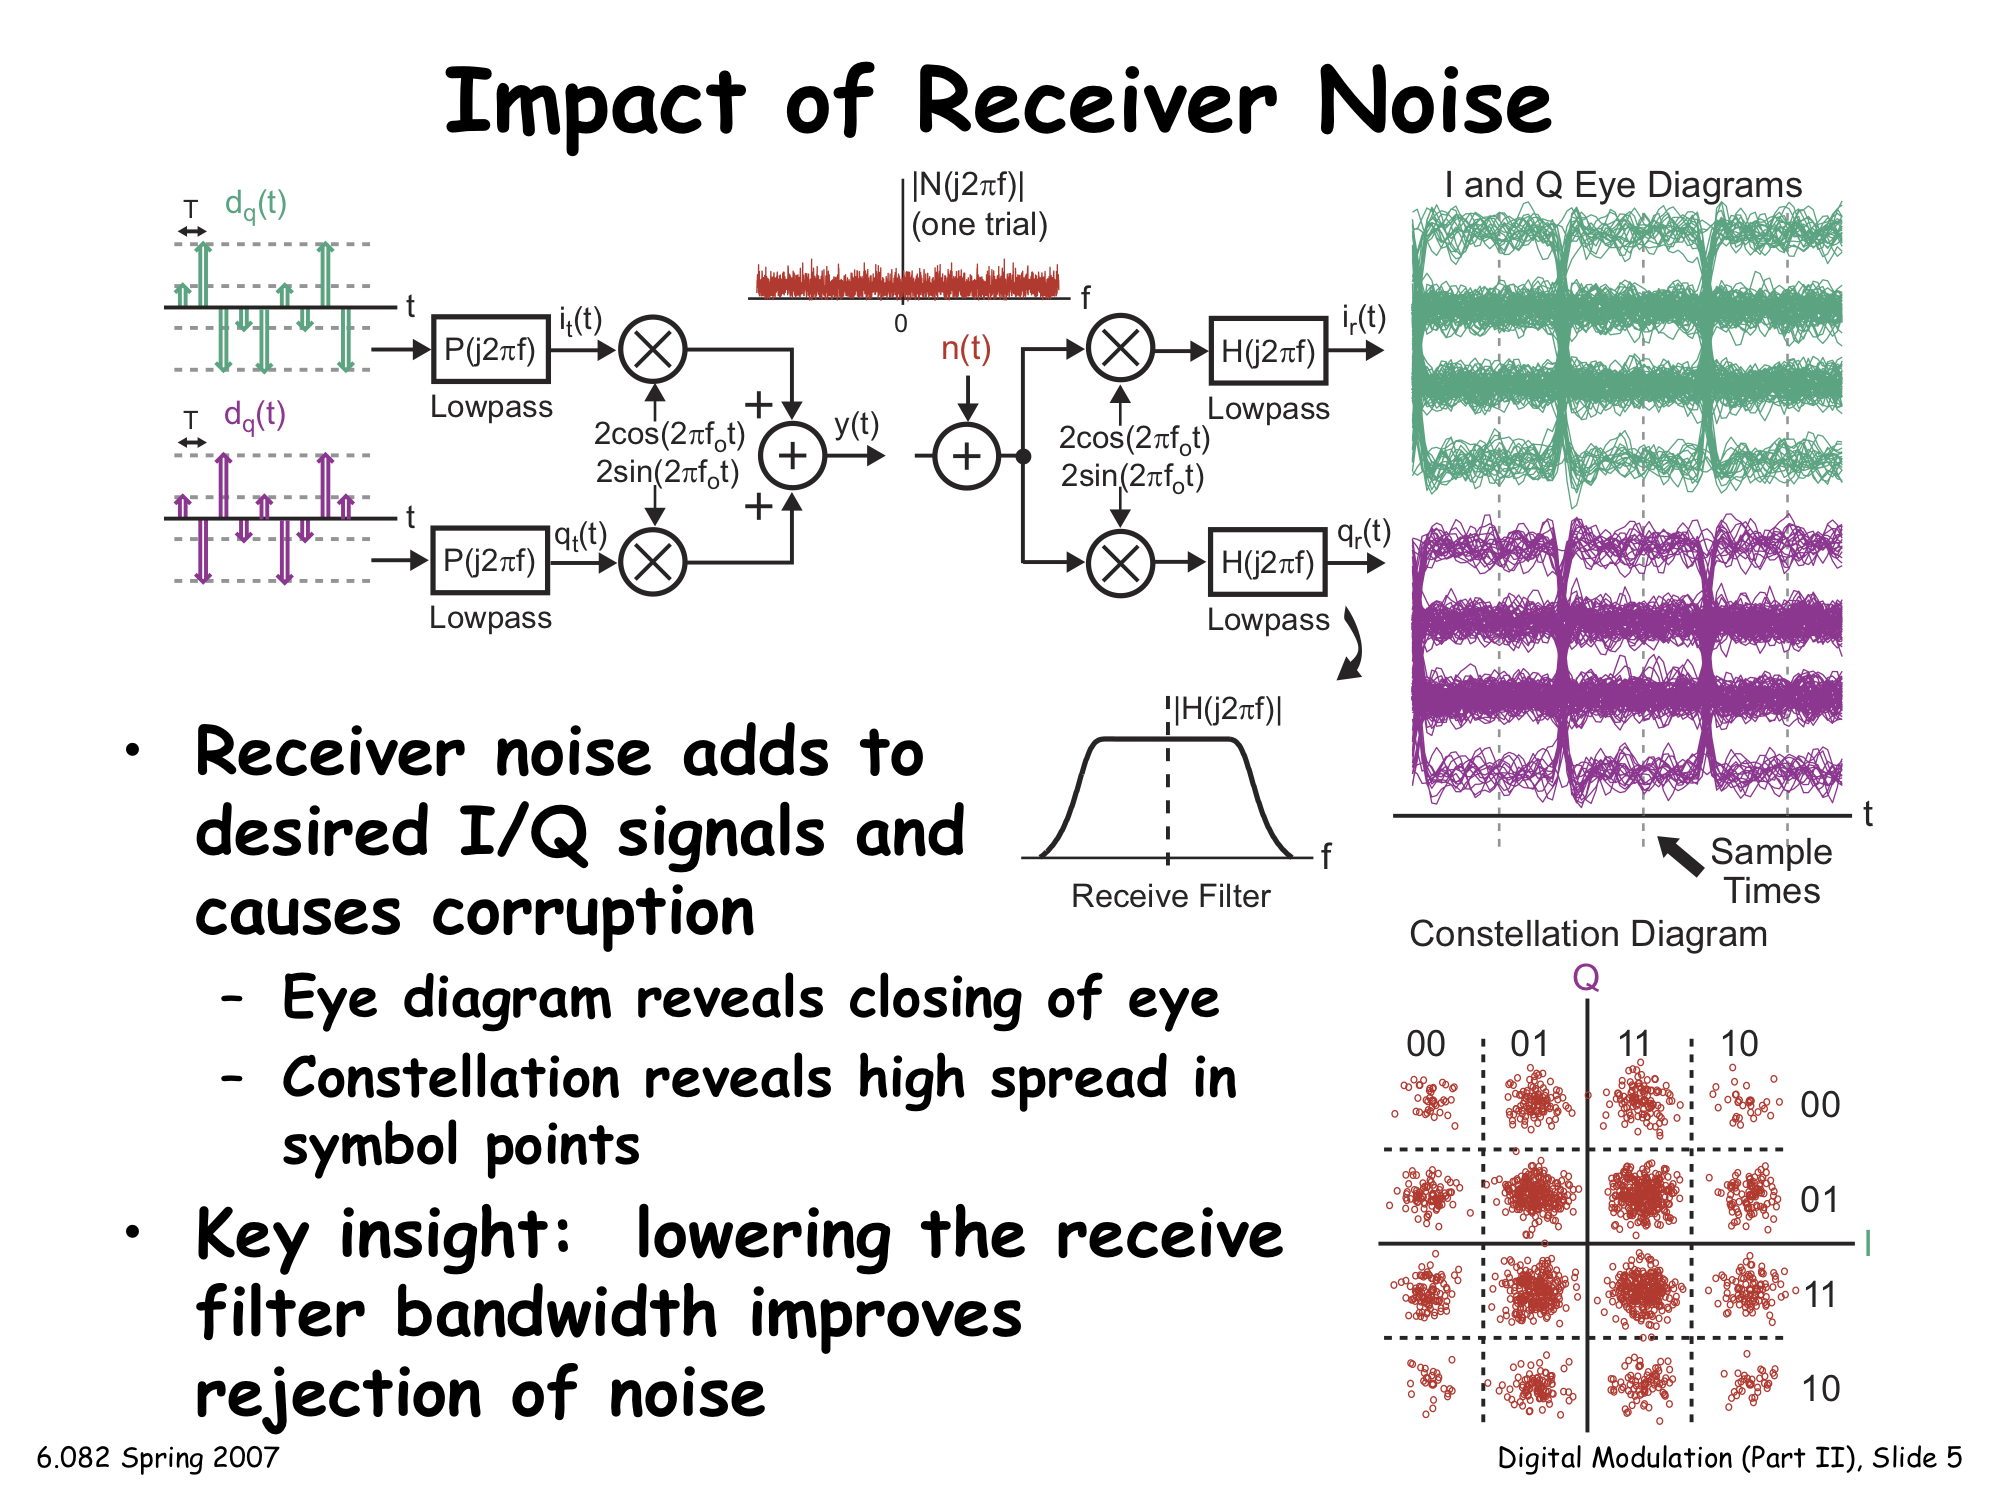 Impact of Receiver Noise
T
dq(t)
t
P(j2πf)
Lowpass
it(t)
T
dq(t)
t
P(j2πf)
Lowpass
qt(t)
2cos(2πfot)
2sin(2πfot)
+
+
+
y(t)
|N(j2πf)|
(one trial)
f
0
n(t)
+
2cos(2πfot)
2sin(2πfot)
H(j2πf)
Lowpass
ir(t)
H(j2πf)
Lowpass
qr(t)
|H(j2πf)|
f
Receive Filter
I and Q Eye Diagrams
t
Sample
Times
Constellation Diagram
Q
00 01 11 10
00
01
I
11
10
• Receiver noise adds to
desired I/Q signals and
causes corruption
– Eye diagram reveals closing of eye
– Constellation reveals high spread in
symbol points
• Key insight: lowering the receive
filter bandwidth improves
rejection of noise
6.082 Spring 2007
Digital Modulation (Part II), Slide 5